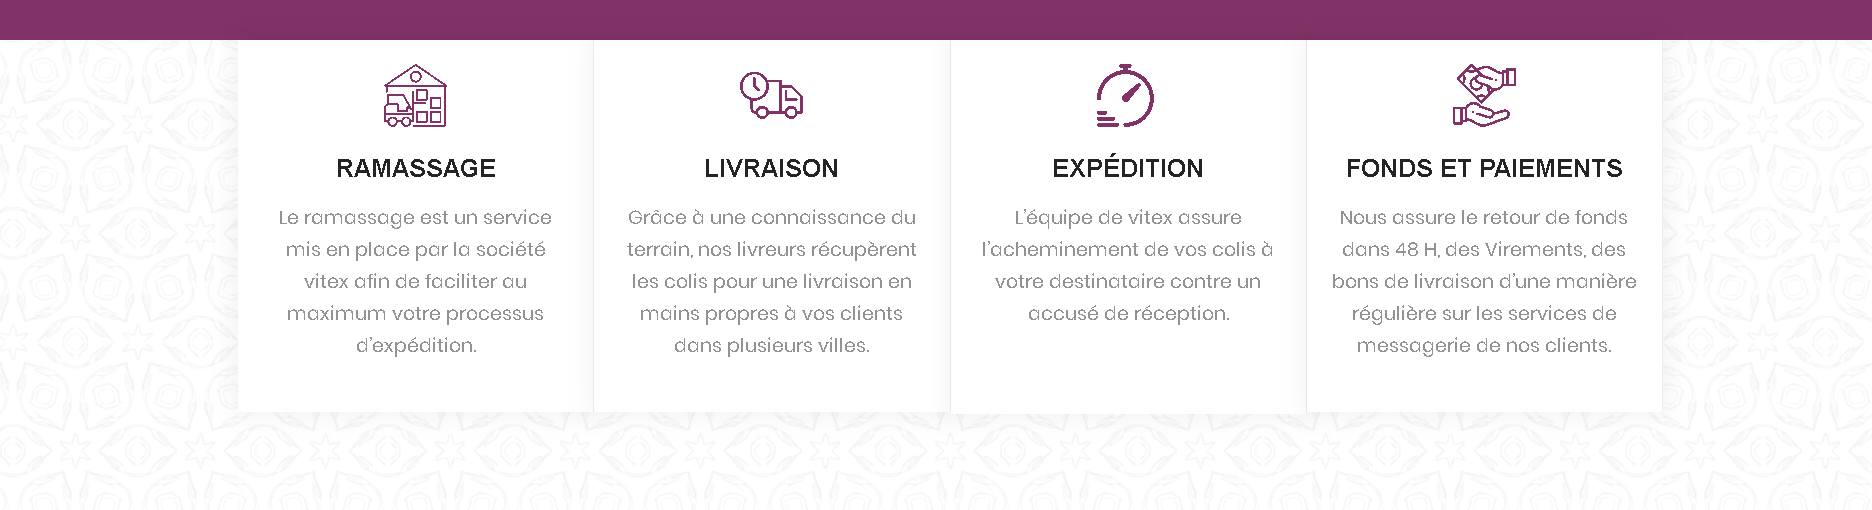 RAMASSAGE
Le ramassage est un service
mis en place par la société
vitex afin de faciliter au
maximum votre processus
d’expédition.
LIVRAISON
Grâce à une connaissance du
terrain, nos livreurs récupèrent
les colis pour une livraison en
mains propres à vos clients
dans plusieurs villes.
EXPÉDITION
L’équipe de vitex assure
l’acheminement de vos colis à
votre destinataire contre un
accusé de réception.
FONDS ET PAIEMENTS
Nous assure le retour de fonds
dans 48 H, des Virements, des
bons de livraison d’une manière
régulière sur les services de
messagerie de nos clients.